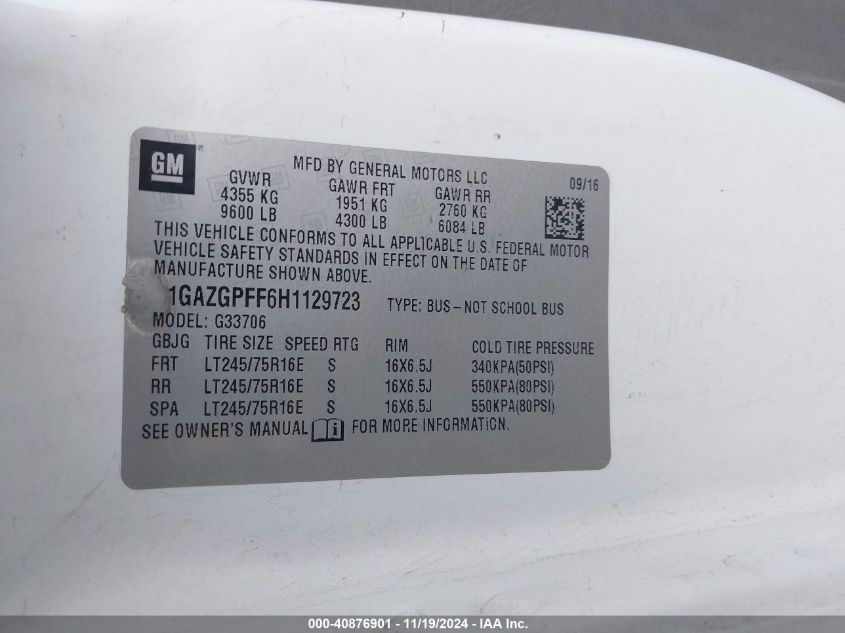 GM
MFD BY GENERAL MOTORS LLC
09/16
GVWR GAWR FRT GAWR RR
4355 KG 1951 KG 2760 KG
9600 LB 4300 LB 6084 LB
THIS VEHICLE CONFORMS TO ALL APPLICABLE U.S. FEDERAL MOTOR
VEHICLE SAFETY STANDARDS IN EFFECT ON THE DATE OF
MANUFACTURE SHOWN ABOVE.
1GAZGPFF6H1129723 TYPE: BUS-NOT SCHOOL BUS
MODEL: G33706
GBJG TIRE SIZE SPEED RTG RIM COLD TIRE PRESSURE
FRT LT245/75R16E S 16X6.5J 340KPA(50PSI)
RR LT245/75R16E S 16X6.5J 550KPA(80PSI)
SPA LT245/75R16E S 16X6.5J 550KPA(80PSI)
SEE OWNER'S MANUAL i FOR MORE INFORMATION.
000-40876901 - 11/19/2024 - IAA Inc.